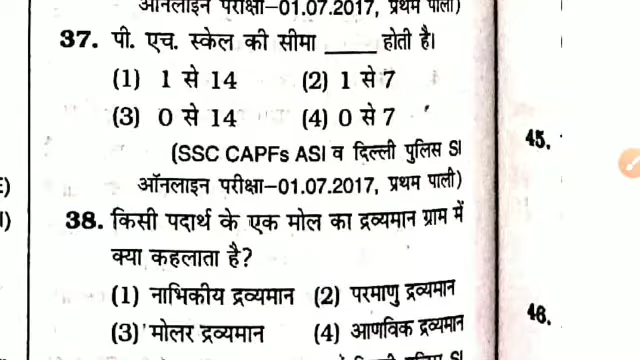 ऑनलाइन परीक्षा–01.07.2017, प्रथम पाली)
37. पी. एच. स्केल की सीमा ____ होती है।
(1) 1 से 14 (2) 1 से 7
(3) 0 से 14 (4) 0 से 7
(SSC CAPFs ASI व दिल्ली पुलिस SI
ऑनलाइन परीक्षा–01.07.2017, प्रथम पाली)
38. किसी पदार्थ के एक मोल का द्रव्यमान ग्राम में
क्या कहलाता है?
(1) नाभिकीय द्रव्यमान (2) परमाणु द्रव्यमान
(3) मोलर द्रव्यमान (4) आणविक द्रव्यमान
45.
46.